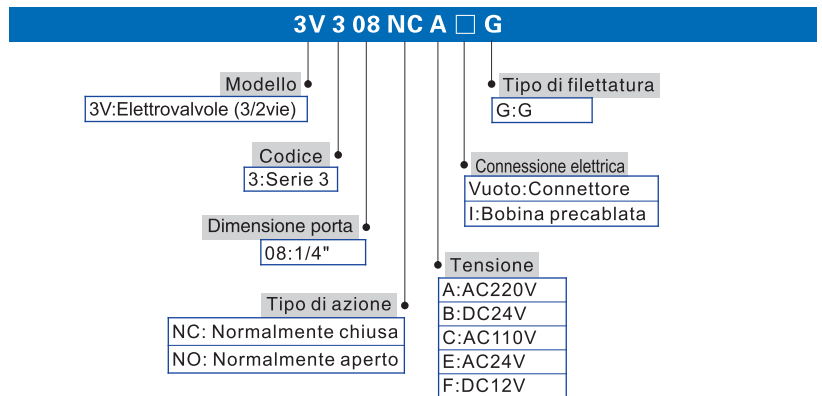 3V 3 08 NC A □ G
Modello
3V:Elettrovalvole (3/2vie)
Tipo di filettatura
G:G
Codice
3:Serie 3
Connessione elettrica
Vuoto:Connettore
I:Bobina precablata
Dimensione porta
08:1/4"
Tensione
A:AC220V
B:DC24V
C:AC110V
E:AC24V
F:DC12V
Tipo di azione
NC: Normalmente chiusa
NO: Normalmente aperto